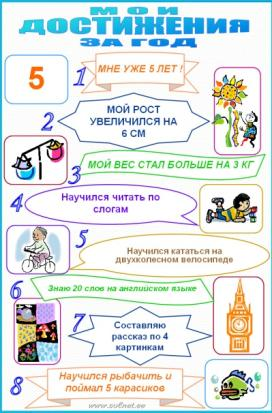 МОИ
ДОСТИЖЕНИЯ
ЗА ГОД
5
1
МНЕ УЖЕ 5 ЛЕТ !
2
МОЙ РОСТ
УВЕЛИЧИЛСЯ НА
6 СМ
3
МОЙ ВЕС СТАЛ БОЛЬШЕ НА 3 КГ
4
Научился читать по
слогам
5
Научился кататься на
двухколесном велосипеде
6
Знаю 20 слов на английском языке
7
Составляю
рассказ по 4
картинкам
8
Научился рыбачить и
поймал 5 карасиков
www.outnet.ee